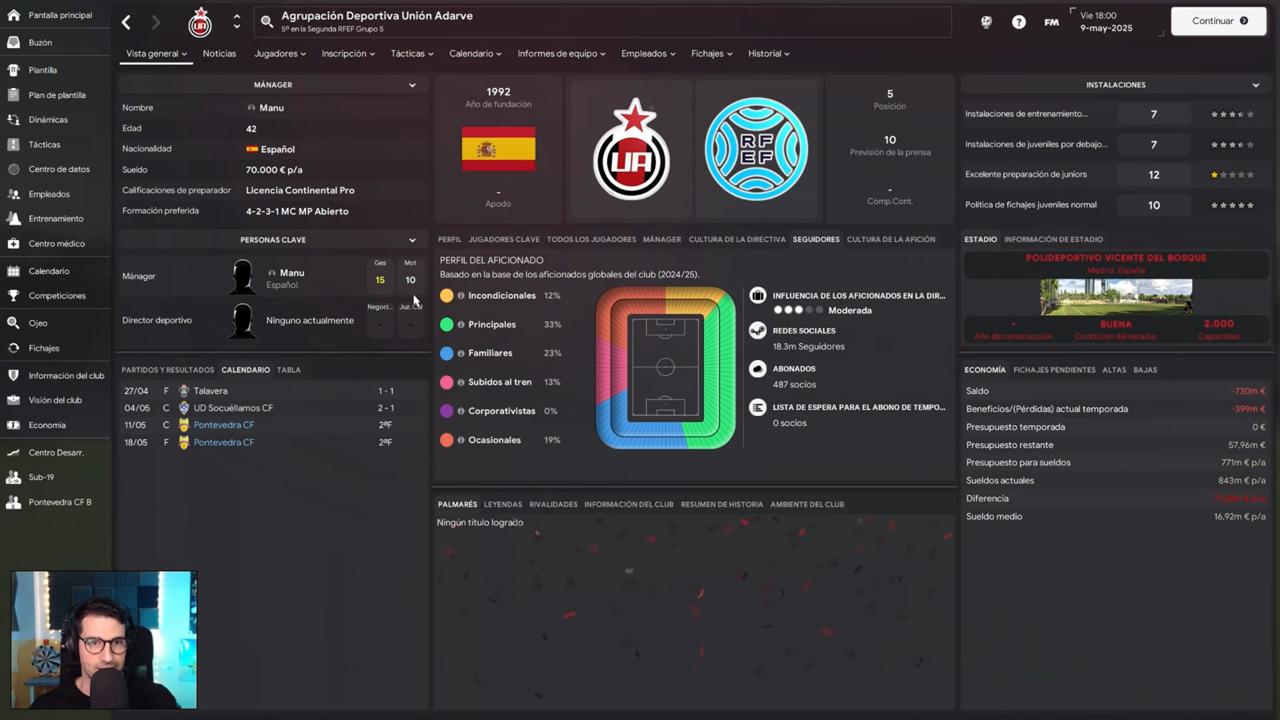 Pantalla principal
Buzón
Plantilla
Plan de plantilla
Dinámicas
Tácticas
Centro de datos
Empleados
Entrenamiento
Centro médico
Calendario
Competiciones
Ojeo
Fichajes
Información del club
Visión del club
Economía
Centro Desarr.
Sub-19
Pontevedra CF B
Agrupación Deportiva Unión Adarve
5º en la Segunda RFEF Grupo 5
FM
Vie 18:00
9-may-2025
Continuar
Vista general
Noticias
Jugadores
Inscripción
Tácticas
Calendario
Informes de equipo
Empleados
Fichajes
Historial
MÁNAGER
Nombre Manu
Edad 42
Nacionalidad Español
Sueldo 70.000 € p/a
Calificaciones de preparador Licencia Continental Pro
Formación preferida 4-2-3-1 MC MP Abierto
PERSONAS CLAVE
Ges Mot
Mánager Manu 15 10
Español
Director deportivo Ninguno actualmente - -
PARTIDOS Y RESULTADOS CALENDARIO TABLA
27/04 F Talavera 1 - 1
04/05 C UD Socuéllamos CF 2 - 1
11/05 C Pontevedra CF 2ªF
18/05 F Pontevedra CF 2ªF
1992
Año de fundación
-
Apodo
UA
RF
EF
5
Posición
10
Previsión de la prensa
-
Comp.Cont.
PERFIL JUGADORES CLAVE TODOS LOS JUGADORES MÁNAGER CULTURA DE LA DIRECTIVA SEGUIDORES CULTURA DE LA AFICIÓN
PERFIL DEL AFICIONADO
Basado en la base de los aficionados globales del club (2024/25).
Incondicionales 12%
Principales 33%
Familiares 23%
Subidos al tren 13%
Corporativistas 0%
Ocasionales 19%
INFLUENCIA DE LOS AFICIONADOS EN LA DIR...
Moderada
REDES SOCIALES
18.3m Seguidores
ABONADOS
487 socios
LISTA DE ESPERA PARA EL ABONO DE TEMPO...
0 socios
PALMARÉS LEYENDAS RIVALIDADES INFORMACIÓN DEL CLUB RESUMEN DE HISTORIA AMBIENTE DEL CLUB
Ningún título logrado
INSTALACIONES
Instalaciones de entrenamiento... 7
Instalaciones de juveniles por debajo... 7
Excelente preparación de juniors 12
Política de fichajes juveniles normal 10
ESTADIO INFORMACIÓN DE ESTADIO
POLIDEPORTIVO VICENTE DEL BOSQUE
Madrid, España
- BUENA 2.000
Año de construcción Condición del estadio Capacidad
ECONOMÍA FICHAJES PENDIENTES ALTAS BAJAS
Saldo -730m €
Beneficios/(Pérdidas) actual temporada -399m €
Presupuesto temporada 0 €
Presupuesto restante 57,96m €
Presupuesto para sueldos 771m € p/a
Sueldos actuales 843m € p/a
Diferencia
Sueldo medio 16,92m € p/a